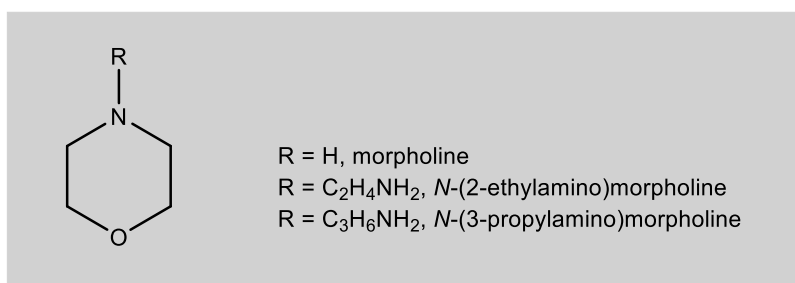 R
N
O
R = H, morpholine
R = C₂H₄NH₂, N-(2-ethylamino)morpholine
R = C₃H₆NH₂, N-(3-propylamino)morpholine